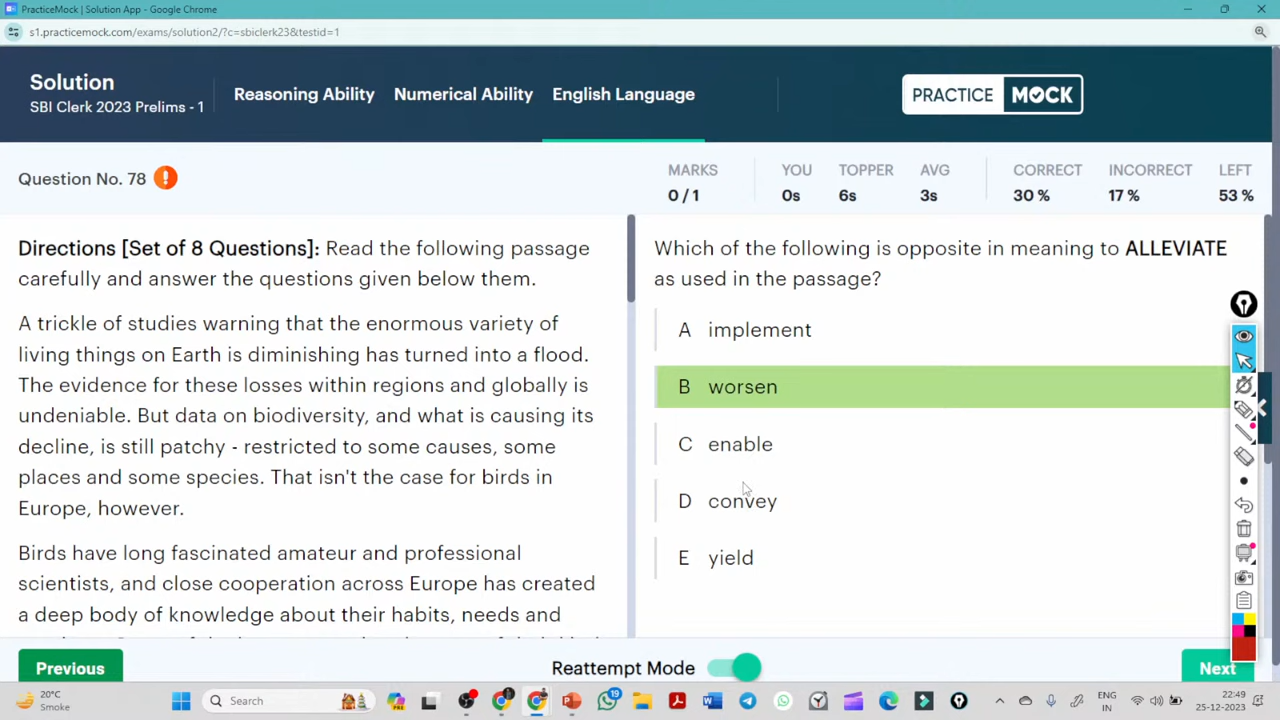 PracticeMock | Solution App - Google Chrome
s1.practicemock.com/exams/solution2/?c=sbiclerk23&testid=1
Solution
SBI Clerk 2023 Prelims - 1
Reasoning Ability
Numerical Ability
English Language
PRACTICE MOCK
Question No. 78
MARKS YOU TOPPER AVG CORRECT INCORRECT LEFT
0 / 1 0s 6s 3s 30 % 17 % 53 %
Directions [Set of 8 Questions]: Read the following passage
carefully and answer the questions given below them.
A trickle of studies warning that the enormous variety of
living things on Earth is diminishing has turned into a flood.
The evidence for these losses within regions and globally is
undeniable. But data on biodiversity, and what is causing its
decline, is still patchy - restricted to some causes, some
places and some species. That isn't the case for birds in
Europe, however.
Birds have long fascinated amateur and professional
scientists, and close cooperation across Europe has created
a deep body of knowledge about their habits, needs and
Which of the following is opposite in meaning to ALLEVIATE
as used in the passage?
A implement
B worsen
C enable
D convey
E yield
Previous
Reattempt Mode
Next
20°C
Smoke
Search
19
ENG
IN
22:49
25-12-2023